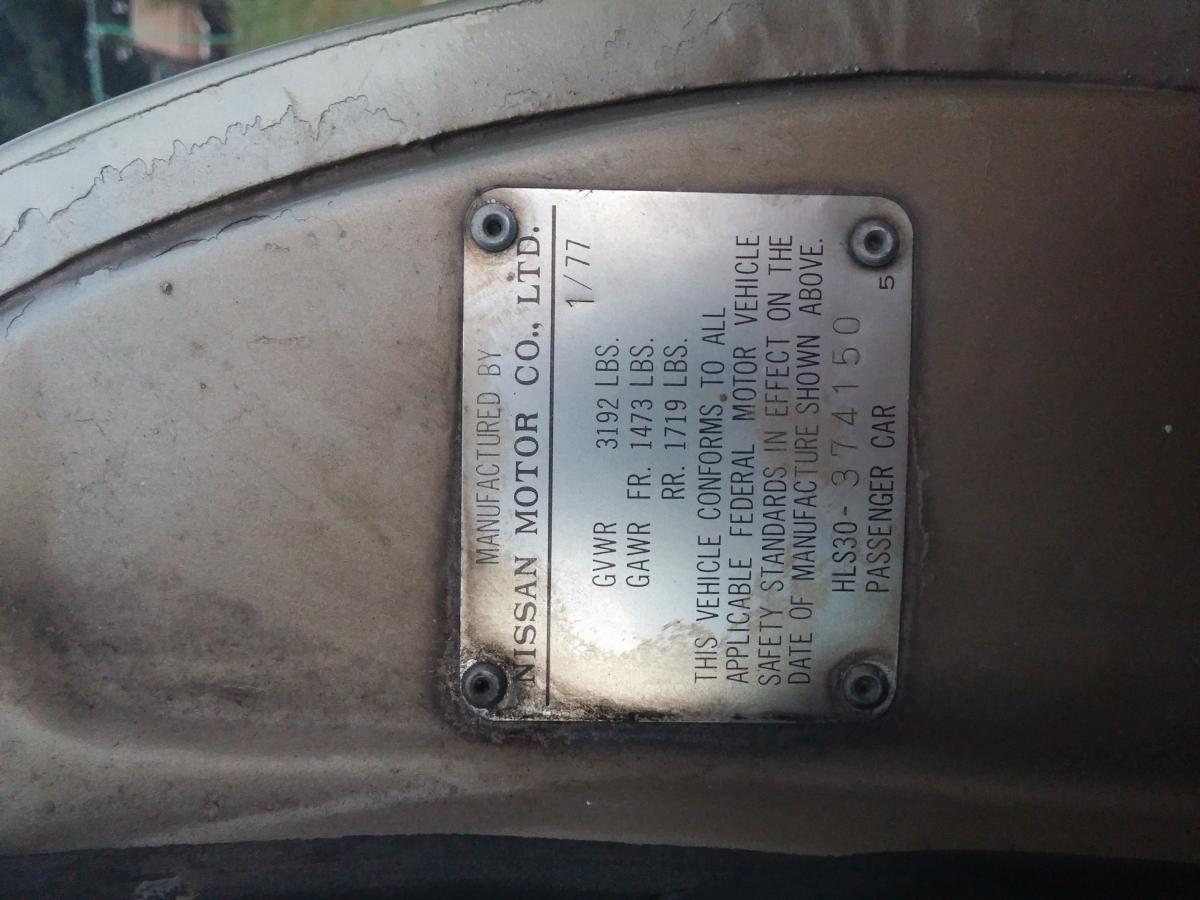 MANUFACTURED BY
NISSAN MOTOR CO., LTD.
1/77
GVWR 3192 LBS.
GAWR FR. 1473 LBS.
RR. 1719 LBS.
THIS VEHICLE CONFORMS TO ALL
APPLICABLE FEDERAL MOTOR VEHICLE
SAFETY STANDARDS IN EFFECT ON THE
DATE OF MANUFACTURE SHOWN ABOVE.
HLS30- 374150
PASSENGER CAR 5